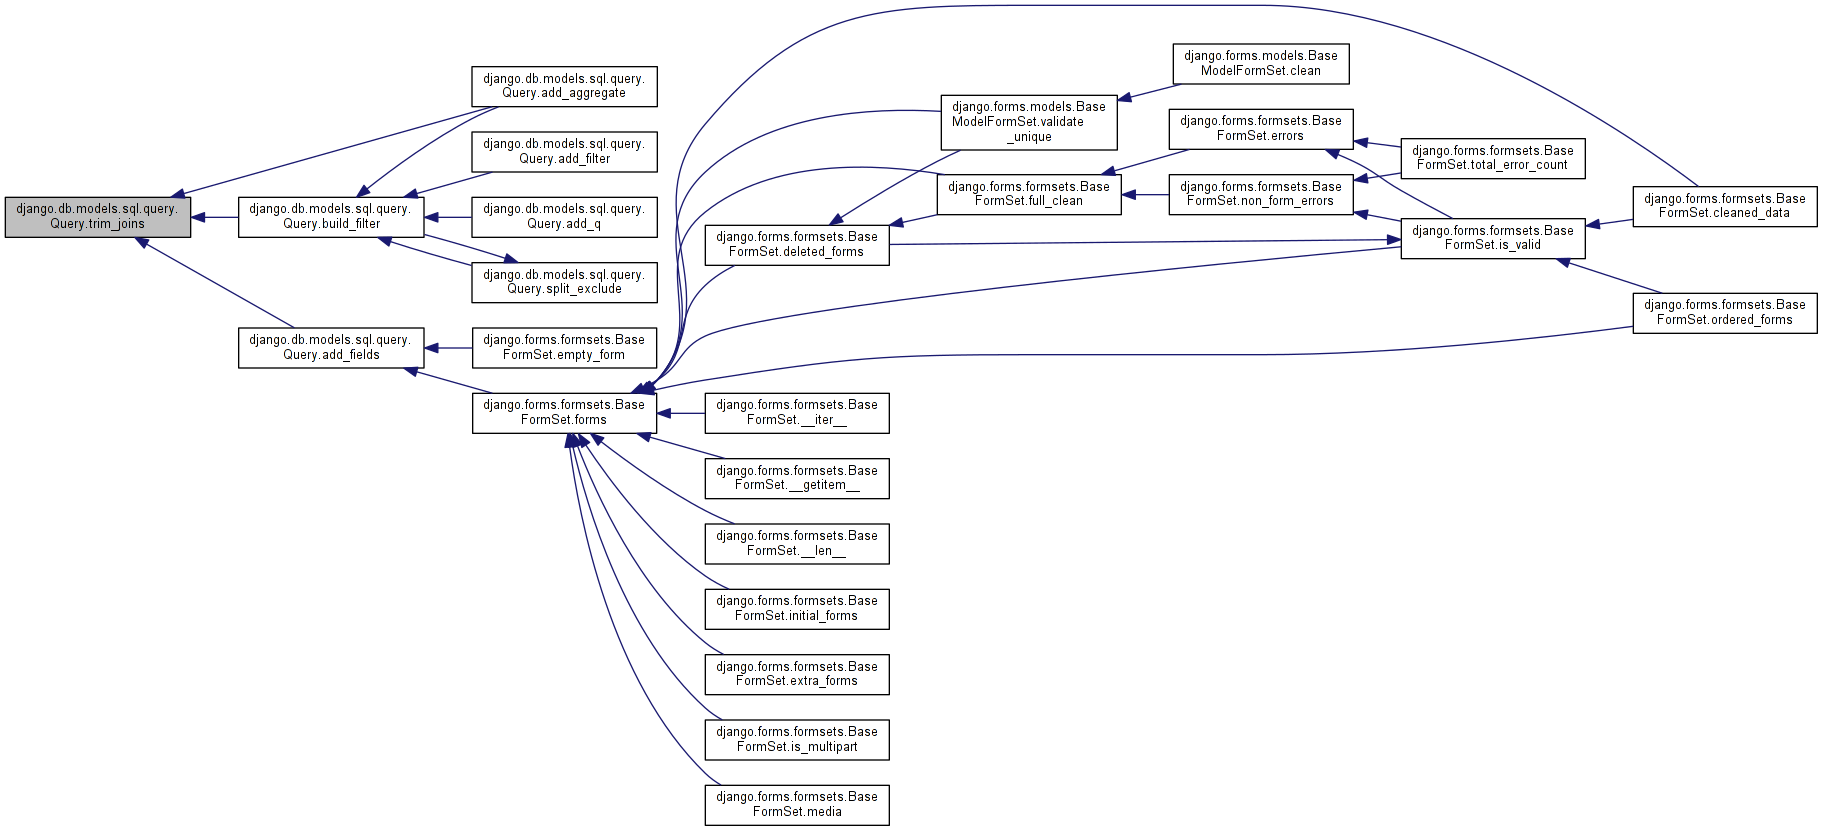 django.db.models.sql.query.
Query.trim_joins
django.db.models.sql.query.
Query.add_aggregate
django.db.models.sql.query.
Query.add_filter
django.db.models.sql.query.
Query.build_filter
django.db.models.sql.query.
Query.add_q
django.db.models.sql.query.
Query.split_exclude
django.db.models.sql.query.
Query.add_fields
django.forms.formsets.Base
FormSet.empty_form
django.forms.formsets.Base
FormSet.forms
django.forms.formsets.Base
FormSet.deleted_forms
django.forms.models.Base
ModelFormSet.validate
_unique
django.forms.models.Base
ModelFormSet.clean
django.forms.formsets.Base
FormSet.full_clean
django.forms.formsets.Base
FormSet.errors
django.forms.formsets.Base
FormSet.non_form_errors
django.forms.formsets.Base
FormSet.total_error_count
django.forms.formsets.Base
FormSet.is_valid
django.forms.formsets.Base
FormSet.cleaned_data
django.forms.formsets.Base
FormSet.ordered_forms
django.forms.formsets.Base
FormSet.__iter__
django.forms.formsets.Base
FormSet.__getitem__
django.forms.formsets.Base
FormSet.__len__
django.forms.formsets.Base
FormSet.initial_forms
django.forms.formsets.Base
FormSet.extra_forms
django.forms.formsets.Base
FormSet.is_multipart
django.forms.formsets.Base
FormSet.media